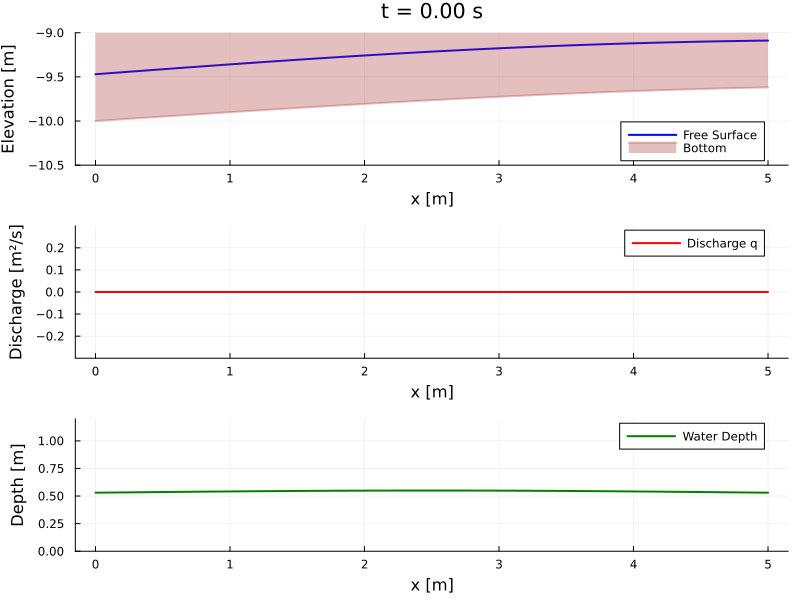 t = 0.00 s
Elevation [m]
−9.0
−9.5
−10.0
−10.5
Free Surface
Bottom
0 1 2 3 4 5
x [m]
Discharge [m²/s]
0.2
0.1
0.0
−0.1
−0.2
Discharge q
0 1 2 3 4 5
x [m]
Depth [m]
1.00
0.75
0.50
0.25
0.00
Water Depth
0 1 2 3 4 5
x [m]